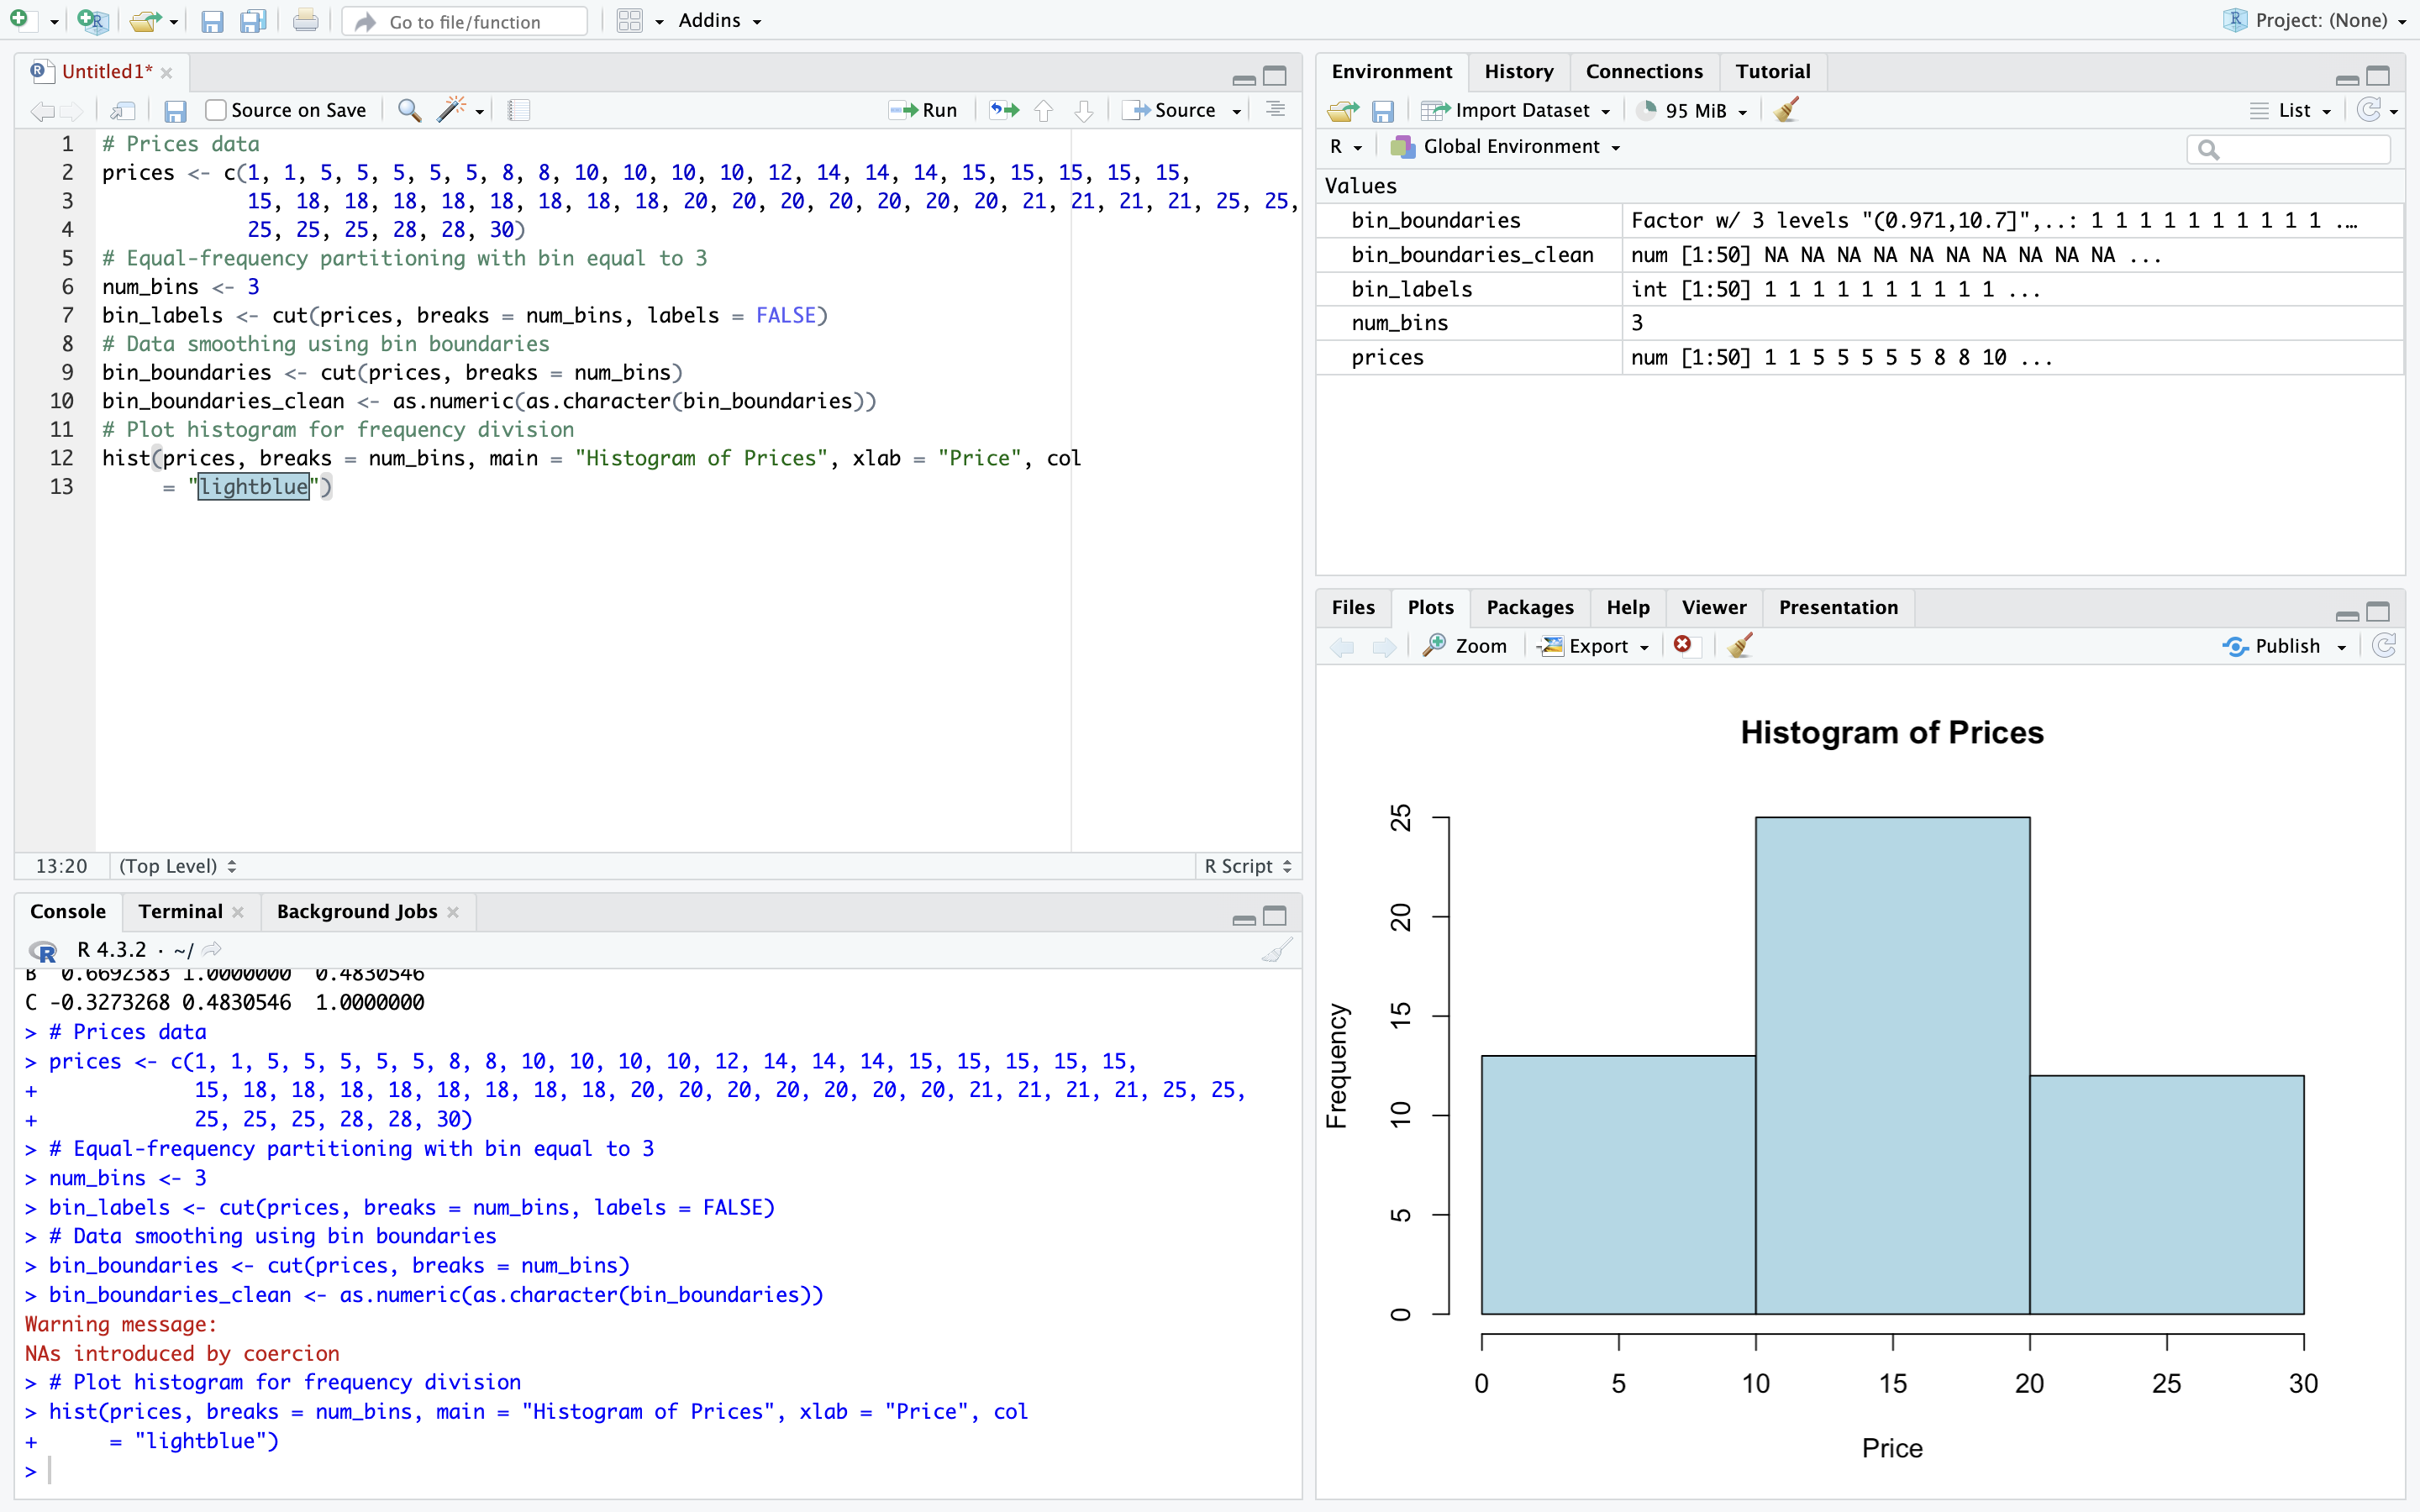 Go to file/function
Addins
Project: (None)
Untitled1*
Source on Save
Run
Source
1 # Prices data
2 prices <- c(1, 1, 5, 5, 5, 5, 5, 8, 8, 10, 10, 10, 10, 12, 14, 14, 14, 15, 15, 15, 15, 15,
3 15, 18, 18, 18, 18, 18, 18, 18, 18, 20, 20, 20, 20, 20, 20, 20, 21, 21, 21, 21, 25, 25,
4 25, 25, 25, 28, 28, 30)
5 # Equal-frequency partitioning with bin equal to 3
6 num_bins <- 3
7 bin_labels <- cut(prices, breaks = num_bins, labels = FALSE)
8 # Data smoothing using bin boundaries
9 bin_boundaries <- cut(prices, breaks = num_bins)
10 bin_boundaries_clean <- as.numeric(as.character(bin_boundaries))
11 # Plot histogram for frequency division
12 hist(prices, breaks = num_bins, main = "Histogram of Prices", xlab = "Price", col
13 = "lightblue")
13:20 (Top Level) R Script
Console Terminal Background Jobs
R 4.3.2 · ~/
B 0.6692383 1.0000000 0.4830546
C -0.3273268 0.4830546 1.0000000
> # Prices data
> prices <- c(1, 1, 5, 5, 5, 5, 5, 8, 8, 10, 10, 10, 10, 12, 14, 14, 14, 15, 15, 15, 15, 15,
+ 15, 18, 18, 18, 18, 18, 18, 18, 18, 20, 20, 20, 20, 20, 20, 20, 21, 21, 21, 21, 25, 25,
+ 25, 25, 25, 28, 28, 30)
> # Equal-frequency partitioning with bin equal to 3
> num_bins <- 3
> bin_labels <- cut(prices, breaks = num_bins, labels = FALSE)
> # Data smoothing using bin boundaries
> bin_boundaries <- cut(prices, breaks = num_bins)
> bin_boundaries_clean <- as.numeric(as.character(bin_boundaries))
Warning message:
NAs introduced by coercion
> # Plot histogram for frequency division
> hist(prices, breaks = num_bins, main = "Histogram of Prices", xlab = "Price", col
+ = "lightblue")
>
Environment History Connections Tutorial
Import Dataset 95 MiB List
R Global Environment
Values
bin_boundaries Factor w/ 3 levels "(0.971,10.7]",..: 1 1 1 1 1 1 1 1 1 1 ...
bin_boundaries_clean num [1:50] NA NA NA NA NA NA NA NA NA NA ...
bin_labels int [1:50] 1 1 1 1 1 1 1 1 1 1 ...
num_bins 3
prices num [1:50] 1 1 5 5 5 5 5 8 8 10 ...
Files Plots Packages Help Viewer Presentation
Zoom Export Publish
Histogram of Prices
Frequency
25
20
15
10
5
0
0 5 10 15 20 25 30
Price